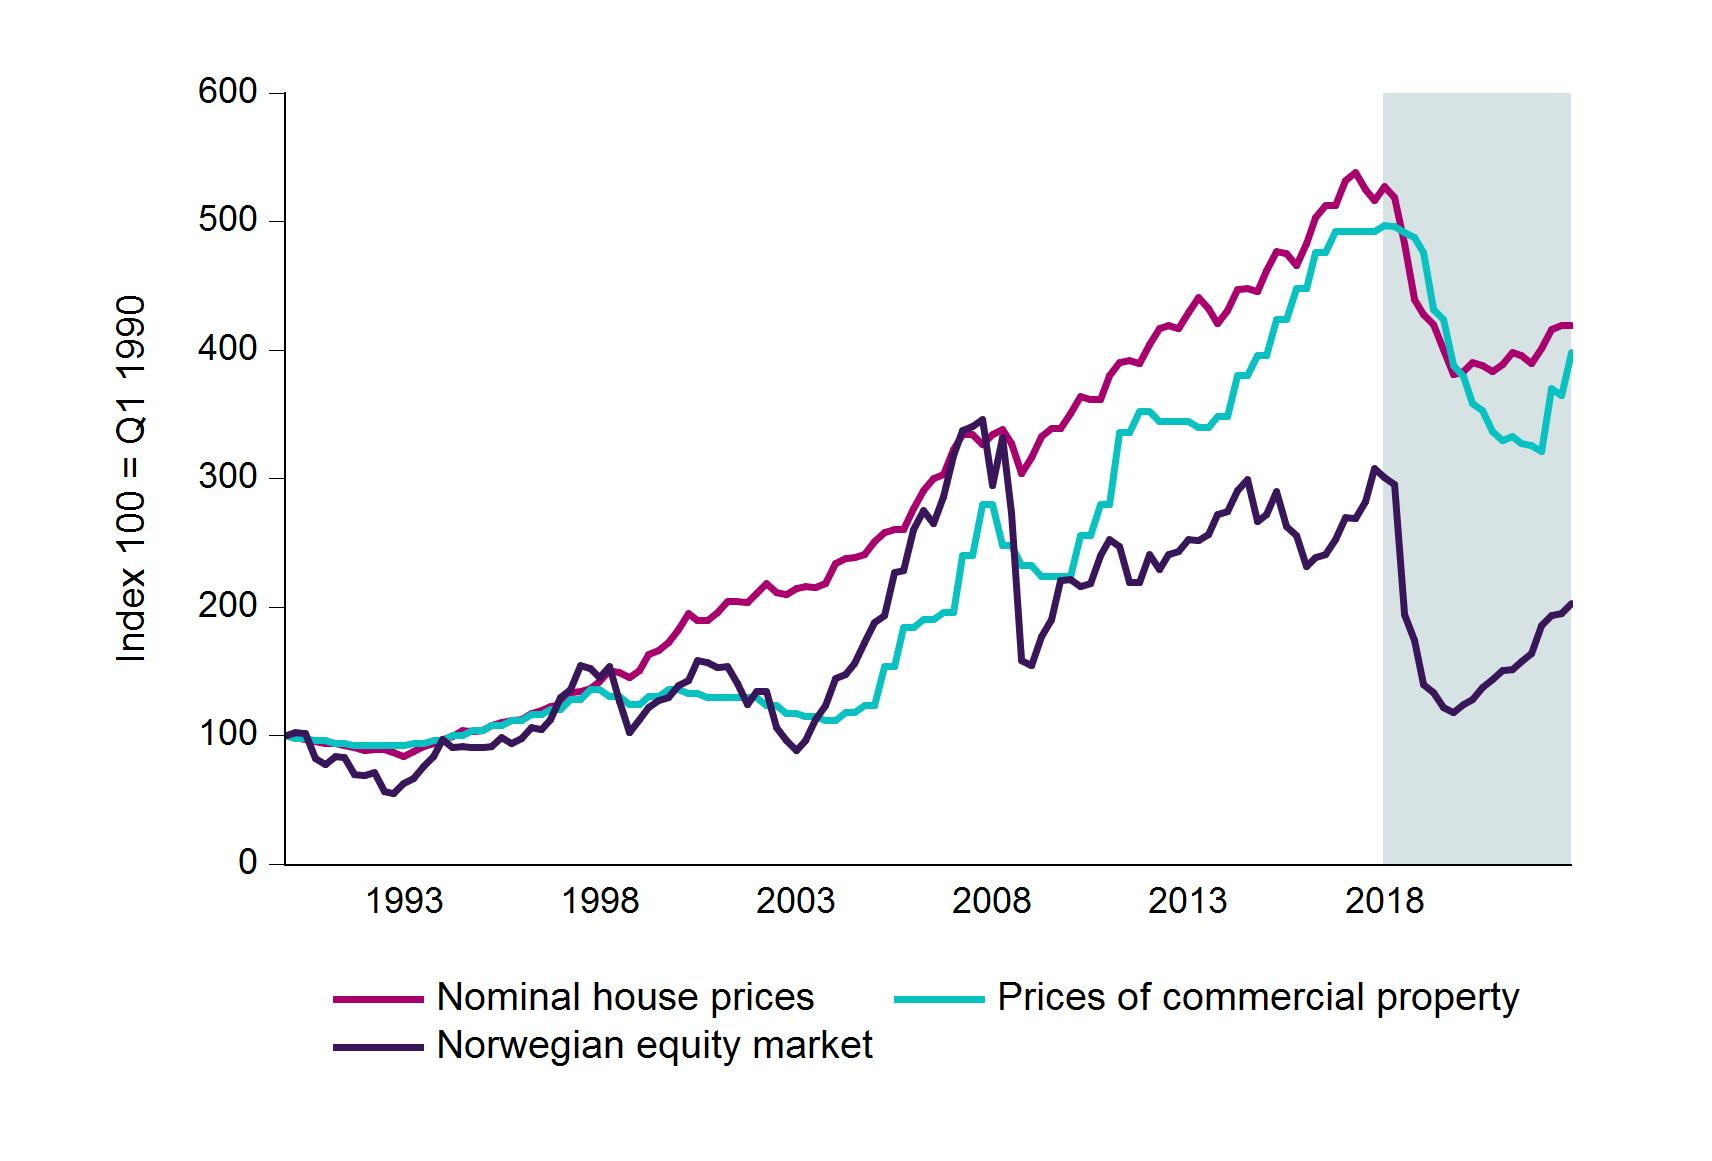 600
500
400
300
200
100
0
Index 100 = Q1 1990
1993 1998 2003 2008 2013 2018
Nominal house prices Prices of commercial property
Norwegian equity market